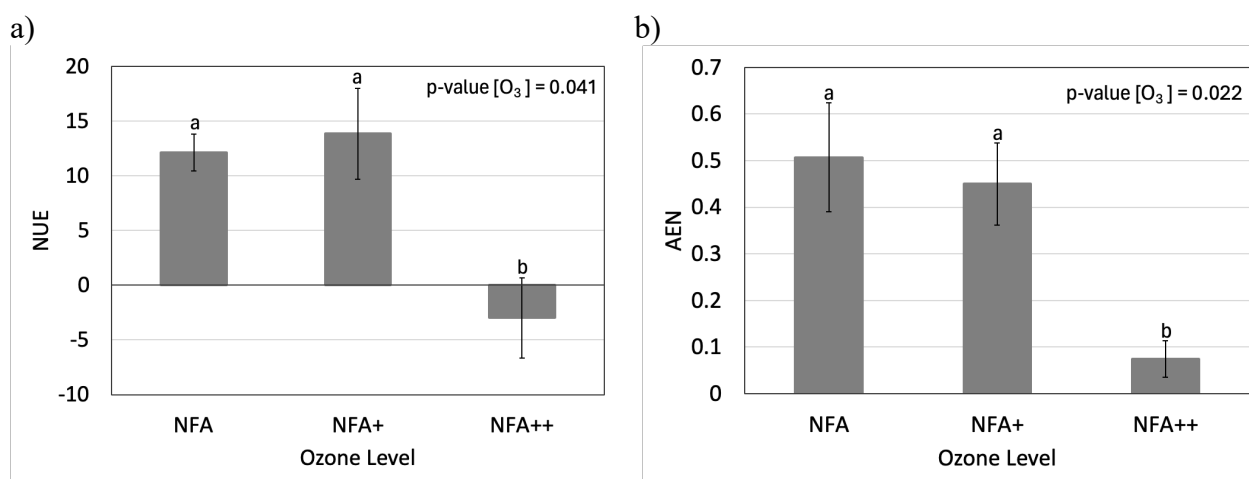 a)
20
15
10
5
0
-5
-10
NUE
a
a
b
p-value [O₃] = 0.041
NFA
NFA+
NFA++
Ozone Level
b)
0.7
0.6
0.5
0.4
0.3
0.2
0.1
0
AEN
a
a
b
p-value [O₃] = 0.022
NFA
NFA+
NFA++
Ozone Level